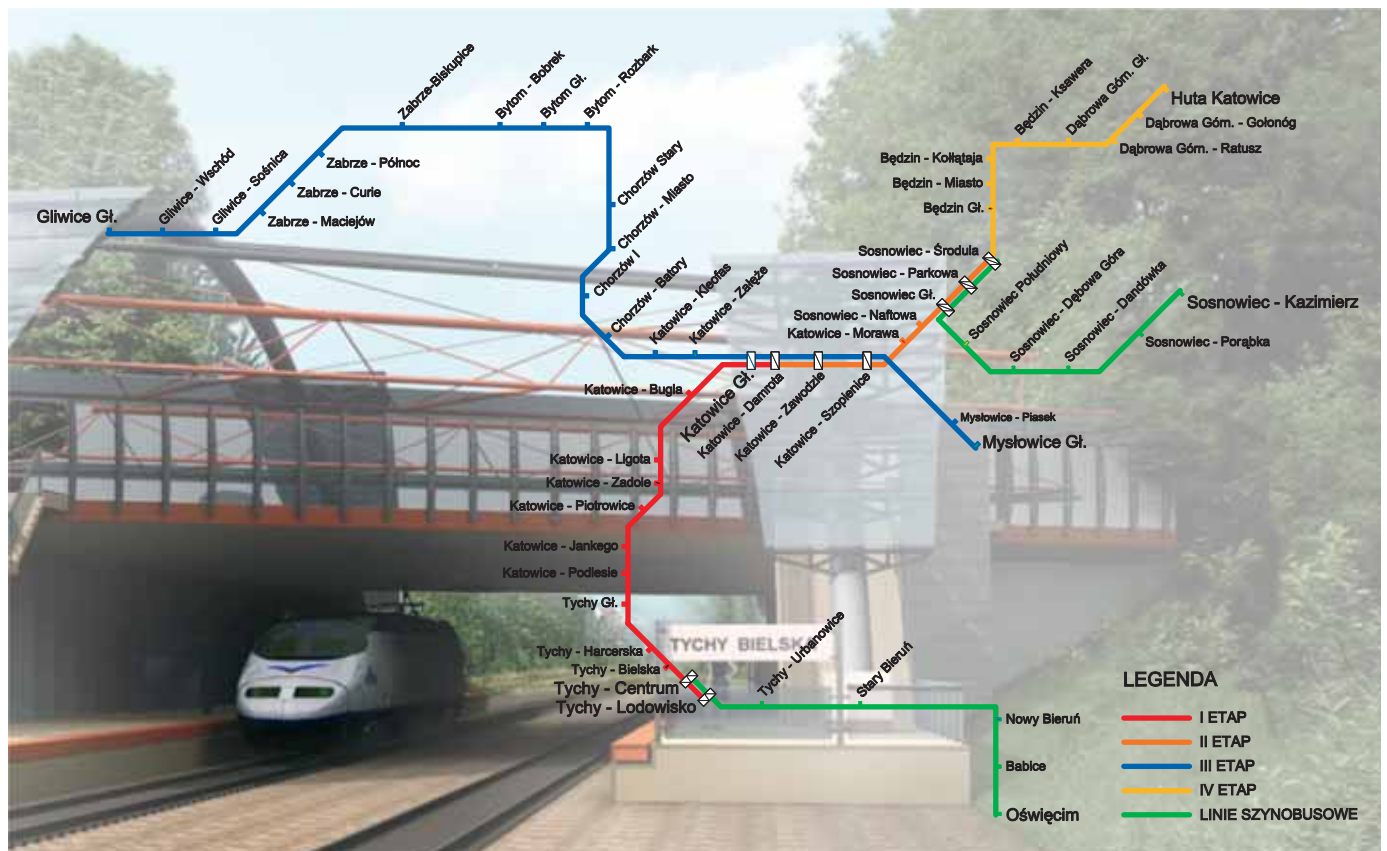 Zabrze-Biskupice
Bytom - Bobrek
Bytom Gł.
Bytom - Rozbark
Gliwice Gł.
Gliwice - Wschód
Gliwice - Sośnica
Zabrze - Północ
Zabrze - Curie
Zabrze - Maciejów
Chorzów Stary
Chorzów - Miasto
Chorzów I
Chorzów - Batory
Katowice - Kleofas
Katowice - Załęże
Będzin - Ksawera
Dąbrowa Górn. Gł.
Huta Katowice
Dąbrowa Górn. - Gołonóg
Dąbrowa Górn. - Ratusz
Będzin - Kołłątaja
Będzin - Miasto
Będzin Gł.
Sosnowiec - Środula
Sosnowiec - Parkowa
Sosnowiec Gł.
Sosnowiec - Naftowa
Katowice - Morawa
Sosnowiec Południowy
Sosnowiec - Dębowa Góra
Sosnowiec - Dandówka
Sosnowiec - Kazimierz
Sosnowiec - Porąbka
Katowice Gł.
Katowice - Damrota
Katowice - Zawodzie
Katowice - Szopienice
Mysłowice - Piasek
Mysłowice Gł.
Katowice - Bugla
Katowice - Ligota
Katowice - Zadole
Katowice - Piotrowice
Katowice - Jankego
Katowice - Podlesie
Tychy Gł.
Tychy - Harcerska
Tychy - Bielska
Tychy - Centrum
Tychy - Lodowisko
TYCHY BIELSKA
Tychy - Urbanowice
Stary Bieruń
Nowy Bieruń
Babice
Oświęcim
LEGENDA
I ETAP
II ETAP
III ETAP
IV ETAP
LINIE SZYNOBUSOWE